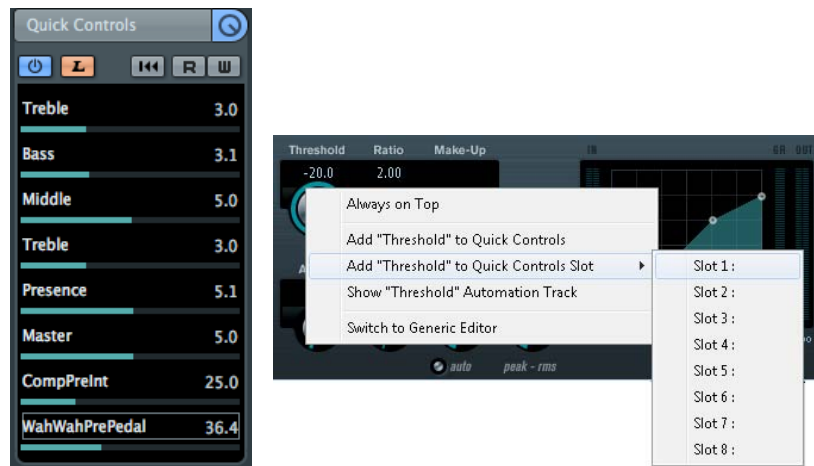 Quick Controls
L R W
Treble 3.0
Bass 3.1
Middle 5.0
Treble 3.0
Presence 5.1
Master 5.0
CompPreInt 25.0
WahWahPrePedal 36.4
Threshold Ratio Make-Up IN GR OUT
-20.0 2.00
Always on Top
Add "Threshold" to Quick Controls
Add "Threshold" to Quick Controls Slot
Show "Threshold" Automation Track
Switch to Generic Editor
auto peak - rms
Slot 1 :
Slot 2 :
Slot 3 :
Slot 4 :
Slot 5 :
Slot 6 :
Slot 7 :
Slot 8 :